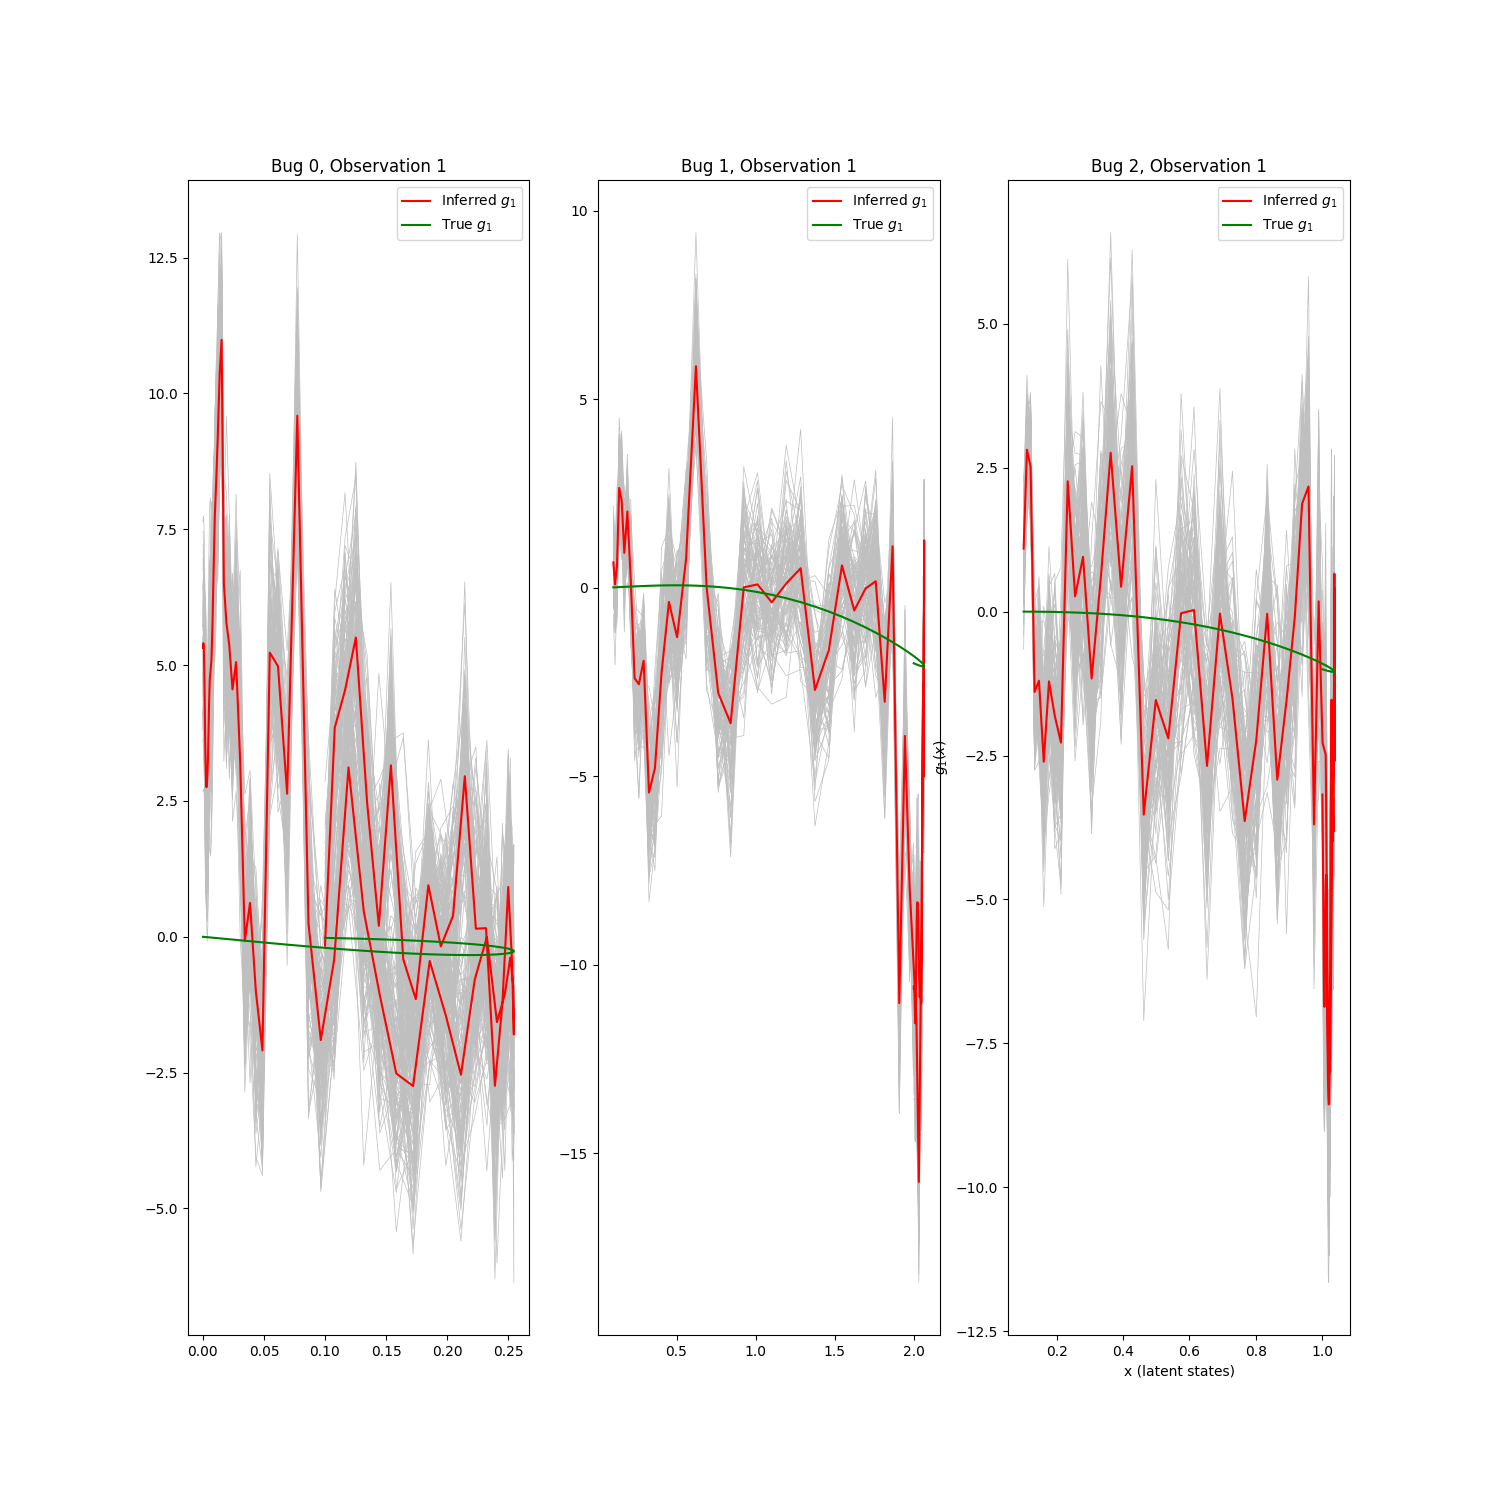 Bug 0, Observation 1
Inferred g₁
True g₁
12.5
10.0
7.5
5.0
2.5
0.0
−2.5
−5.0
0.00 0.05 0.10 0.15 0.20 0.25
Bug 1, Observation 1
Inferred g₁
True g₁
10
5
0
−5
−10
−15
0.5 1.0 1.5 2.0
Bug 2, Observation 1
Inferred g₁
True g₁
g₁(x)
5.0
2.5
0.0
−2.5
−5.0
−7.5
−10.0
−12.5
0.2 0.4 0.6 0.8 1.0
x (latent states)